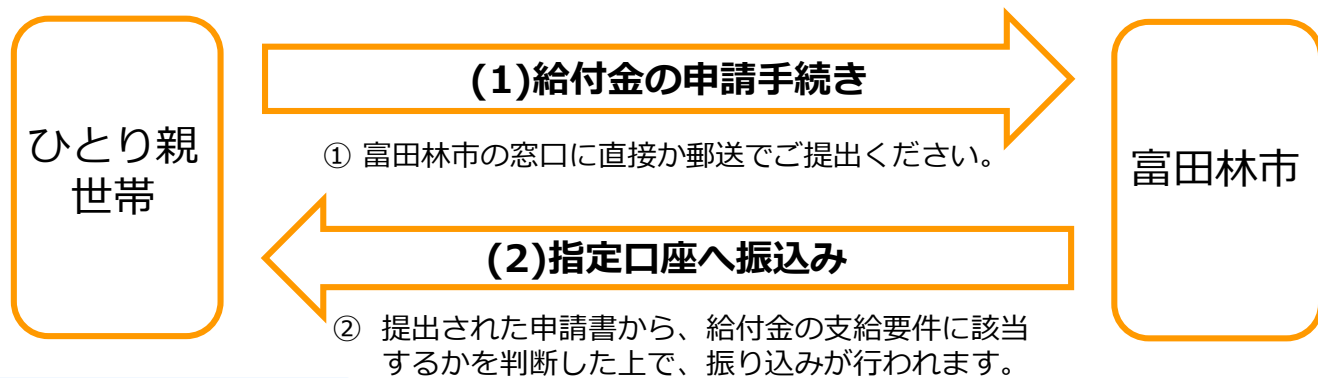 ひとり親
世帯
(1)給付金の申請手続き
① 富田林市の窓口に直接か郵送でご提出ください。
(2)指定口座へ振込み
② 提出された申請書から、給付金の支給要件に該当
するかを判断した上で、振り込みが行われます。
富田林市